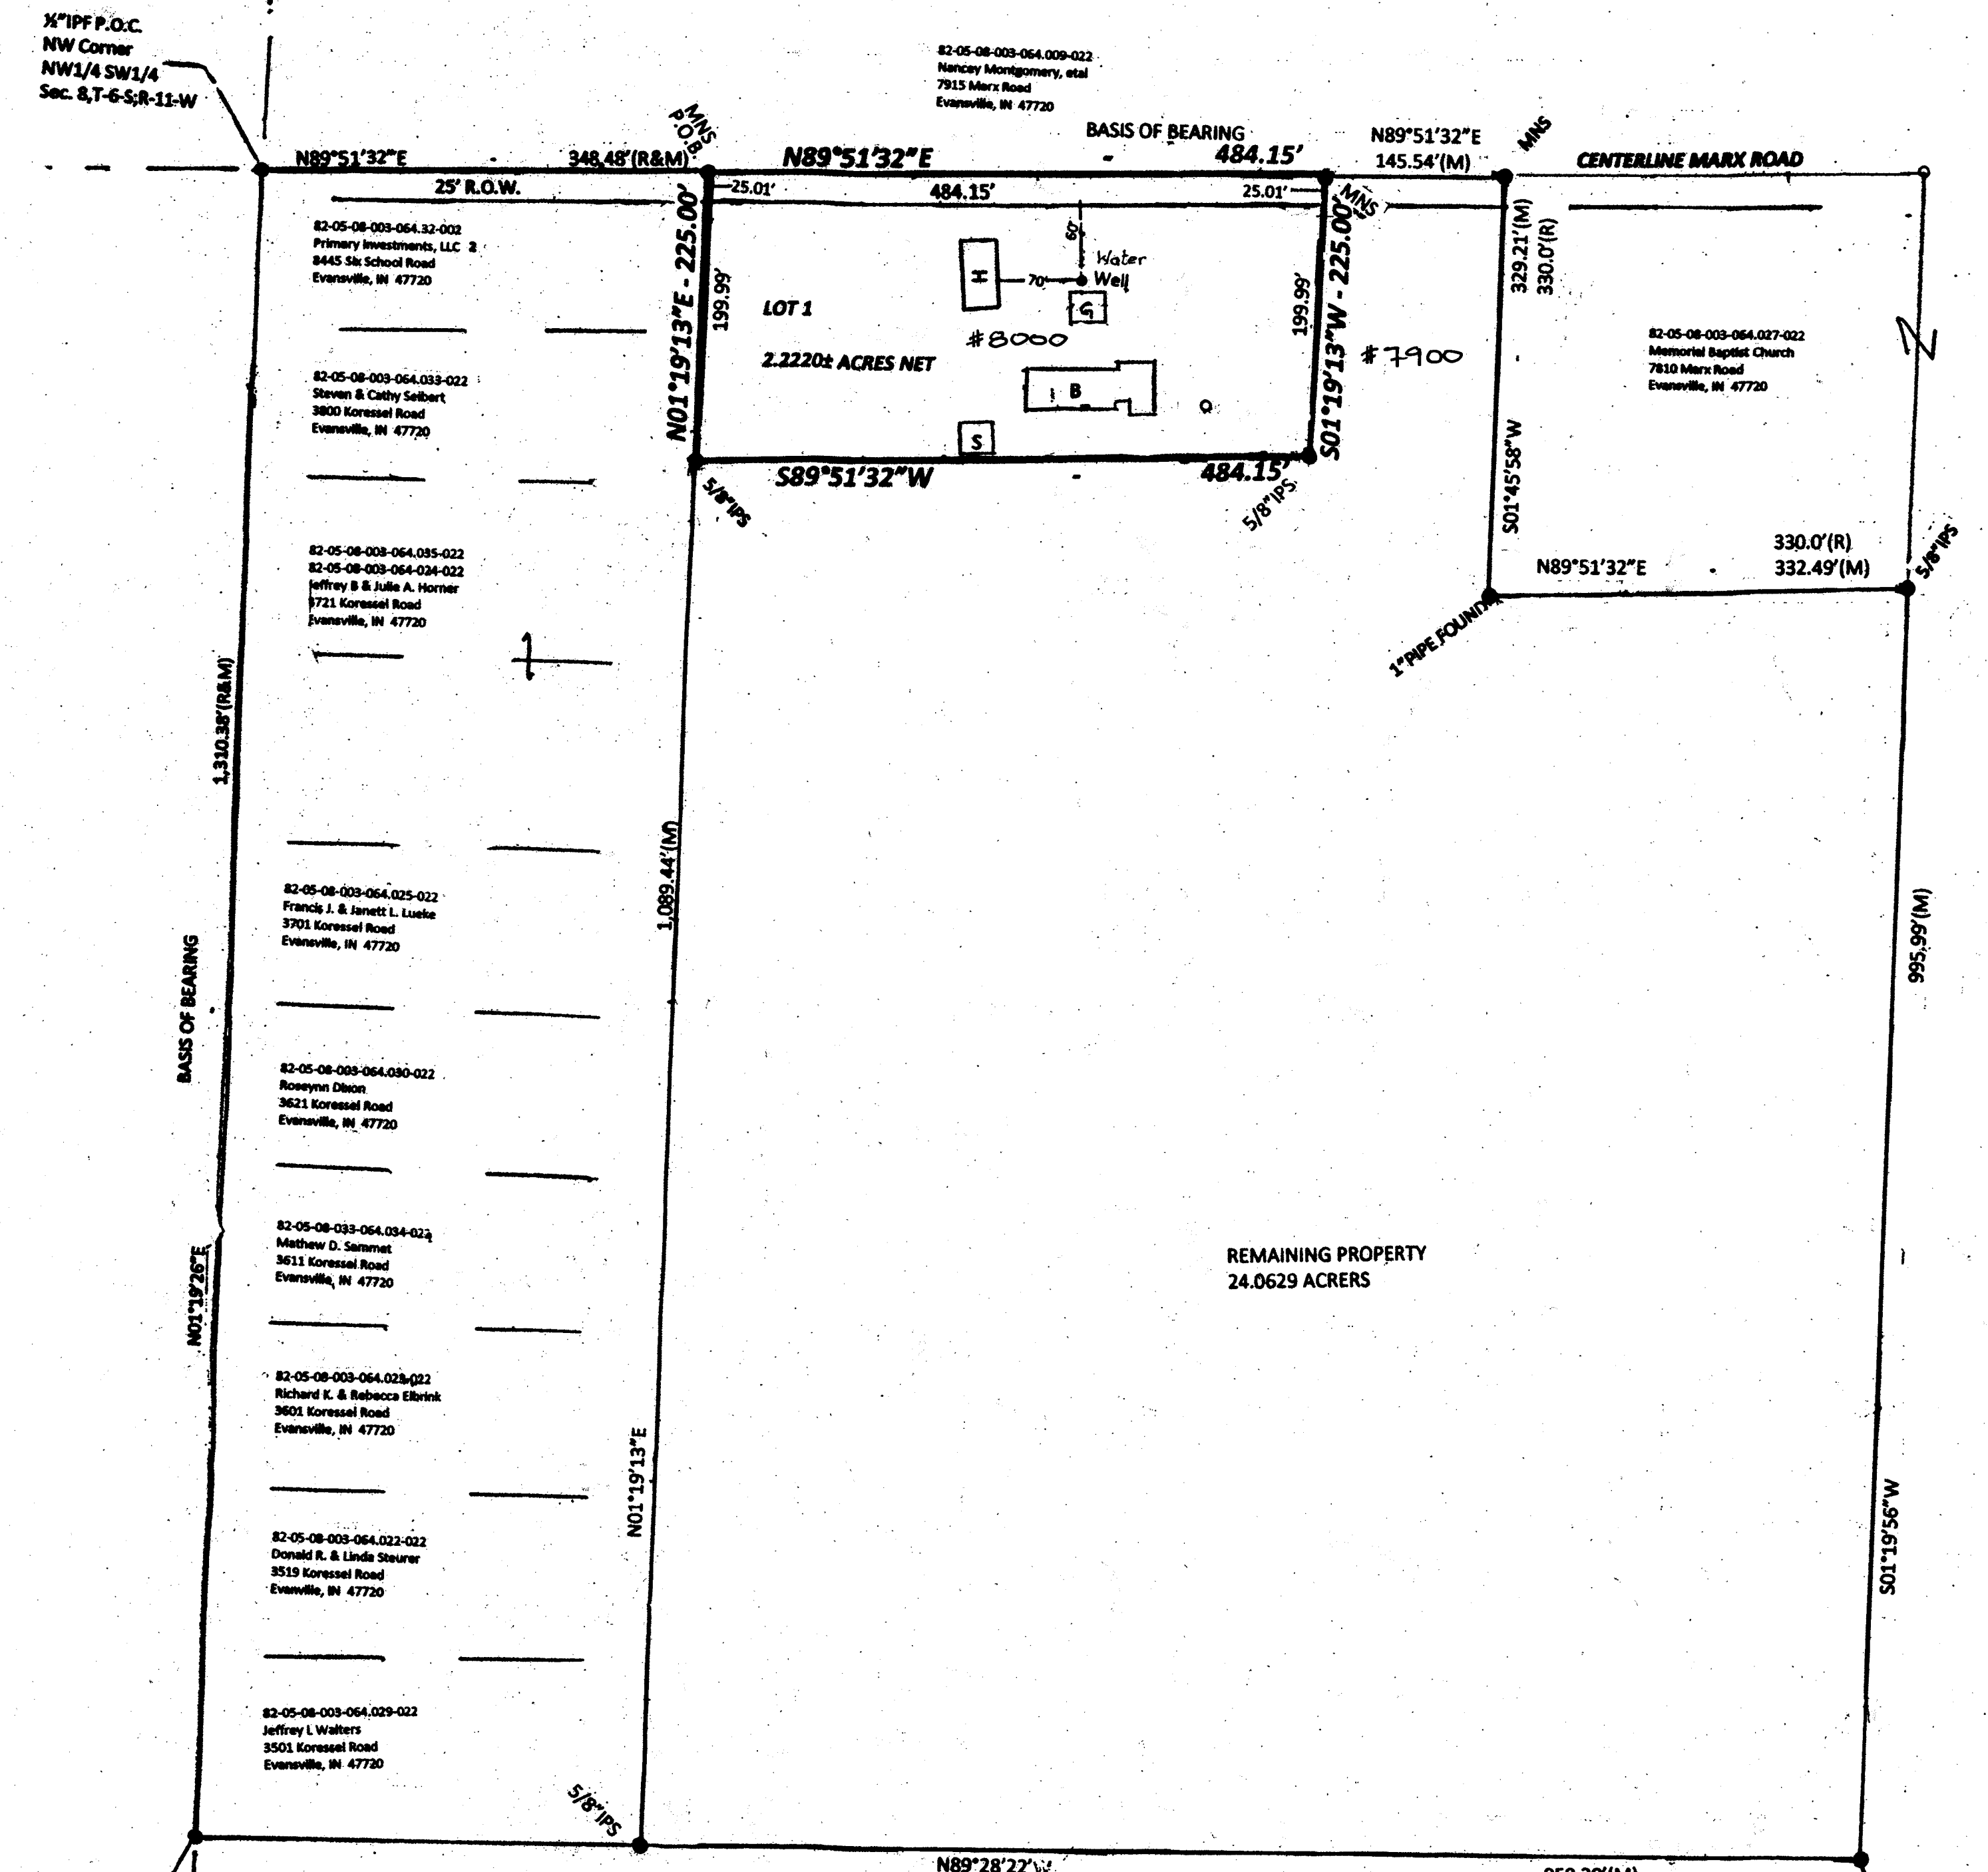 ½"IPF P.O.C.
NW Corner
NW1/4 SW1/4
Sec. 8,T-6-S;R-11-W
82-05-08-003-064.009-022
Nancey Montgomery, etal
7915 Marx Road
Evansville, IN 47720
MNS
P.O.B.
BASIS OF BEARING
N89°51'32"E
145.54'(M)
MNS
N89°51'32"E - 348.48'(R&M)
N89°51'32"E - 484.15'
CENTERLINE MARX ROAD
25' R.O.W.
25.01'
484.15'
25.01'
MNS
82-05-08-003-064.32-002
Primary Investments, LLC 2
8445 Six School Road
Evansville, IN 47720
N01°19'13"E - 225.00'
199.99'
LOT 1
2.2220± ACRES NET
H
70'
60'
Water
Well
G
#8000
B
S
199.99'
S01°19'13"W - 225.00'
#7900
329.21'(M)
330.0'(R)
S01°45'58"W
82-05-08-003-064.027-022
Memorial Baptist Church
7810 Marx Road
Evansville, IN 47720
N
82-05-08-003-064.033-022
Steven & Cathy Seibert
3800 Koressel Road
Evansville, IN 47720
S89°51'32"W - 484.15'
5/8"IPS
5/8"IPS
330.0'(R)
N89°51'32"E - 332.49'(M)
5/8"IPS
1"PIPE FOUND
82-05-08-003-064.035-022
82-05-08-003-064-024-022
Jeffrey B & Julie A. Horner
3721 Koressel Road
Evansville, IN 47720
1,310.38'(R&M)
1,089.44'(M)
82-05-08-003-064.025-022
Francis J. & Janett L. Lueke
3701 Koressel Road
Evansville, IN 47720
995.99'(M)
BASIS OF BEARING
82-05-08-003-064.030-022
Roseynn Dixon
3621 Koressel Road
Evansville, IN 47720
82-05-08-033-064.034-022
Mathew D. Sammet
3611 Koressel Road
Evansville, IN 47720
N01°19'26"E
REMAINING PROPERTY
24.0629 ACRERS
82-05-08-003-064.028-022
Richard K. & Rebecca Elbrink
3601 Koressel Road
Evansville, IN 47720
N01°19'13"E
S01°19'56"W
82-05-08-003-064.022-022
Donald R. & Linda Steurer
3519 Koressel Road
Evanville, IN 47720
82-05-08-003-064.029-022
Jeffrey L Walters
3501 Koressel Road
Evansville, IN 47720
5/8"IPS
N89°28'22"W